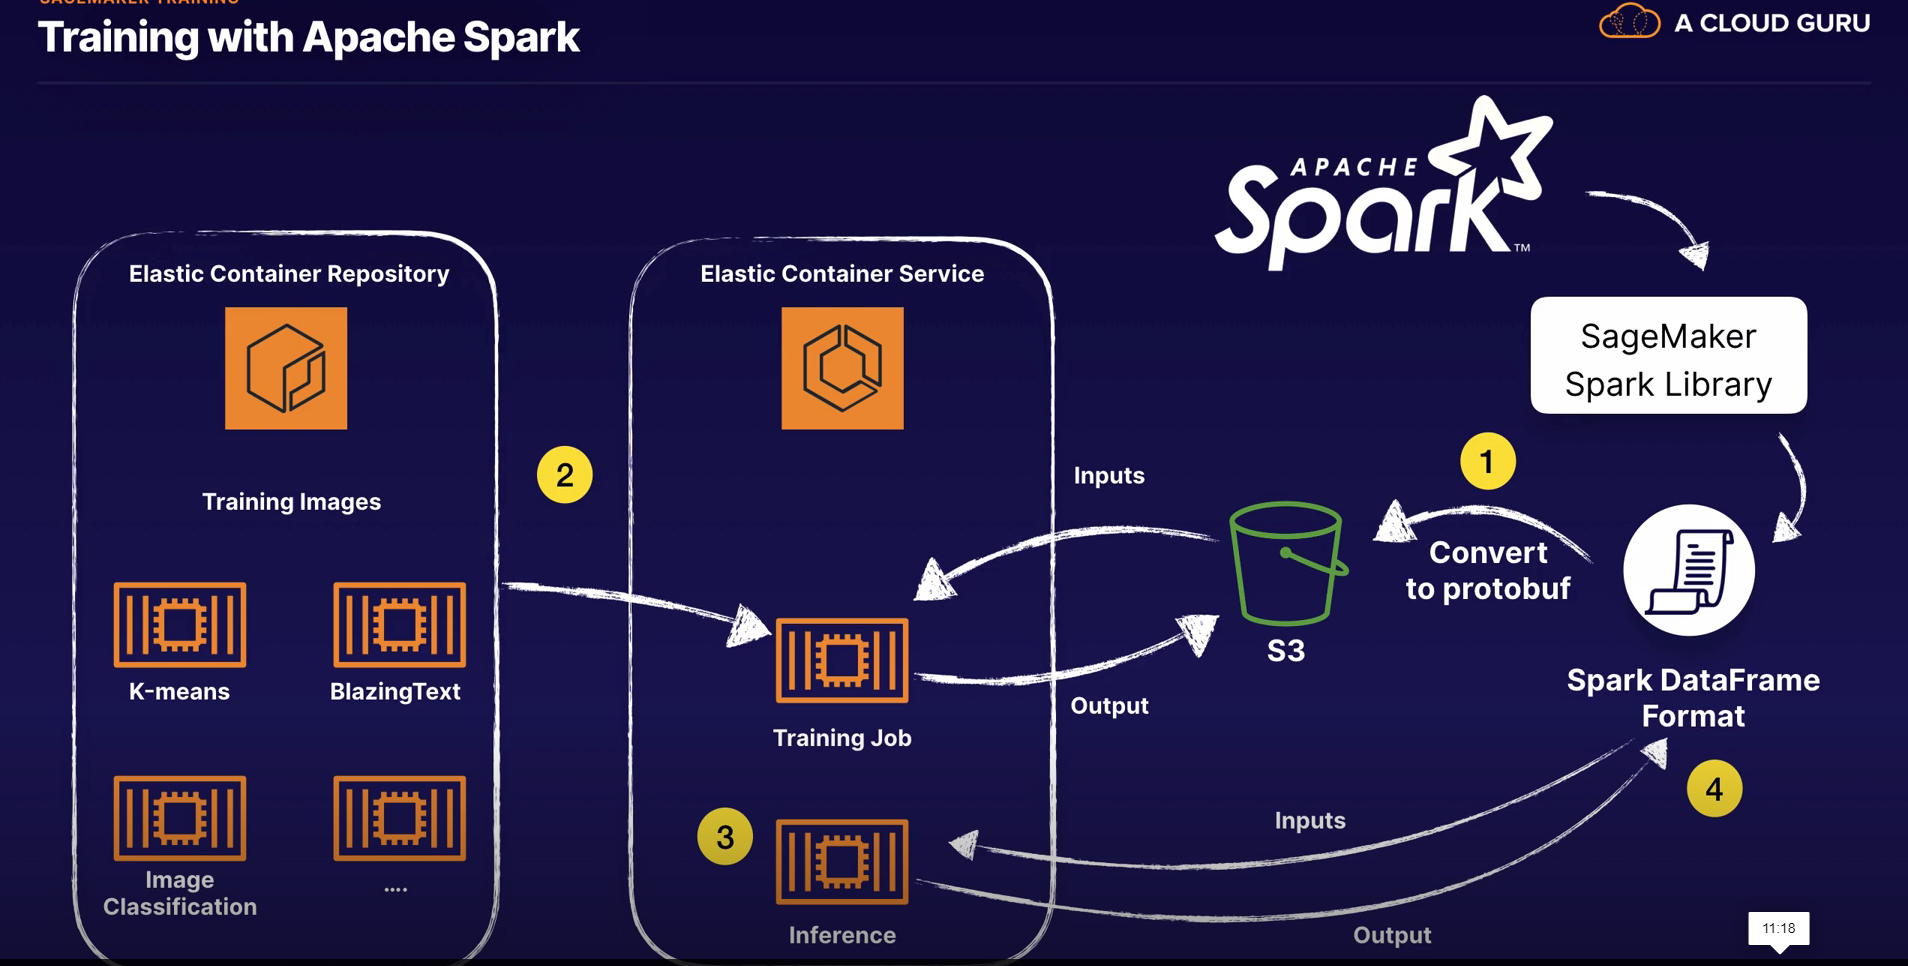 SAGEMAKER TRAINING
Training with Apache Spark
A CLOUD GURU
APACHE
Spark™
Elastic Container Repository
Elastic Container Service
SageMaker
Spark Library
2
1
Inputs
Training Images
Convert
to protobuf
S3
K-means
BlazingText
Output
Spark DataFrame
Format
Training Job
4
3
Inputs
Image
Classification
....
Inference
Output
11:18